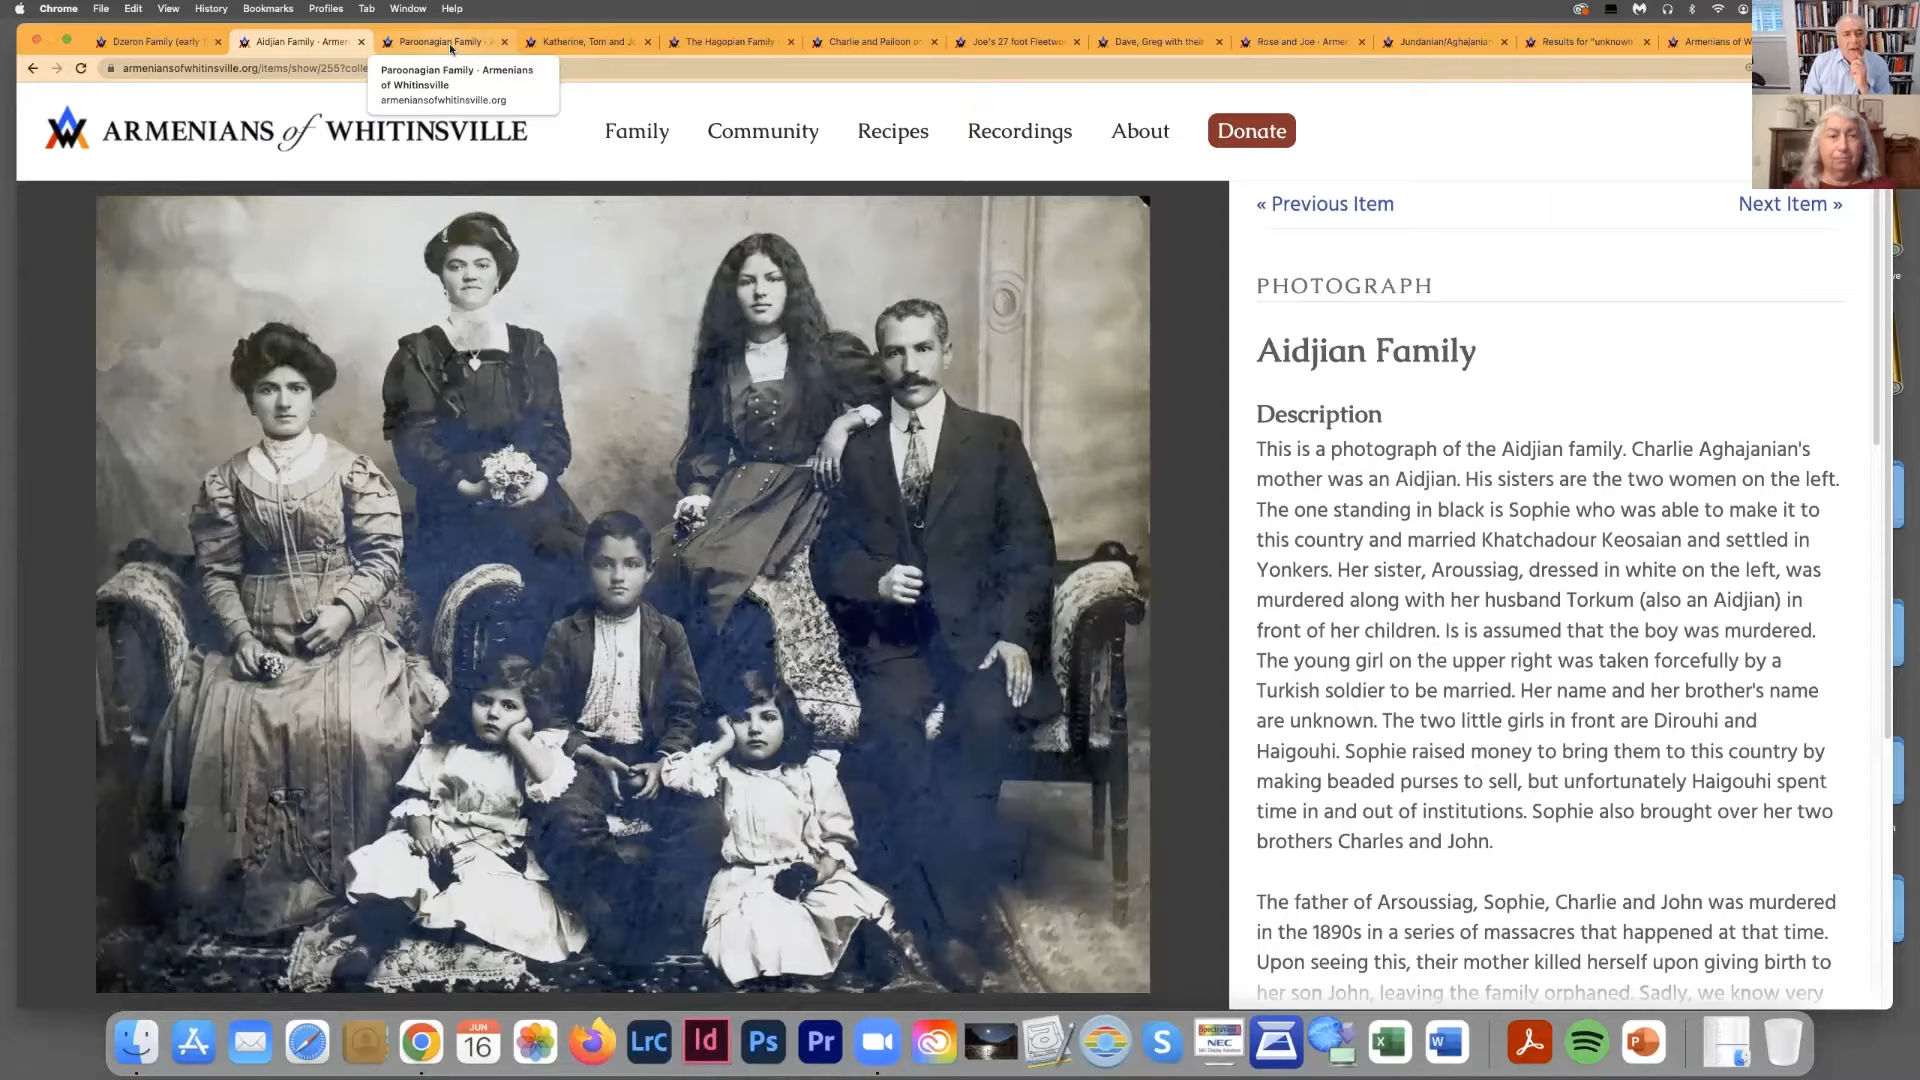 Chrome File Edit View History Bookmarks Profiles Tab Window Help
Dzeron Family (early Aidjian Family · Armen Paroonagian Family · A Katherine, Tom and Jo The Hagopian Family Charlie and Pailoon on Joe's 27 foot Fleetwo Dave, Greg with their Rose and Joe · Armen Jundanian/Aghajanian Results for "unknown" Armenians of W
armeniansofwhitinsville.org/items/show/255?colle
Paroonagian Family · Armenians
of Whitinsville
armeniansofwhitinsville.org
ARMENIANS of WHITINSVILLE
Family Community Recipes Recordings About Donate
« Previous Item Next Item »
PHOTOGRAPH
Aidjian Family
Description
This is a photograph of the Aidjian family. Charlie Aghajanian's
mother was an Aidjian. His sisters are the two women on the left.
The one standing in black is Sophie who was able to make it to
this country and married Khatchadour Keosaian and settled in
Yonkers. Her sister, Aroussiag, dressed in white on the left, was
murdered along with her husband Torkum (also an Aidjian) in
front of her children. Is is assumed that the boy was murdered.
The young girl on the upper right was taken forcefully by a
Turkish soldier to be married. Her name and her brother's name
are unknown. The two little girls in front are Dirouhi and
Haigouhi. Sophie raised money to bring them to this country by
making beaded purses to sell, but unfortunately Haigouhi spent
time in and out of institutions. Sophie also brought over her two
brothers Charles and John.
The father of Arsoussiag, Sophie, Charlie and John was murdered
in the 1890s in a series of massacres that happened at that time.
Upon seeing this, their mother killed herself upon giving birth to
her son John, leaving the family orphaned. Sadly, we know very
JUN
16
LrC Id Ps Pr S
SpectraView
NEC
X W P